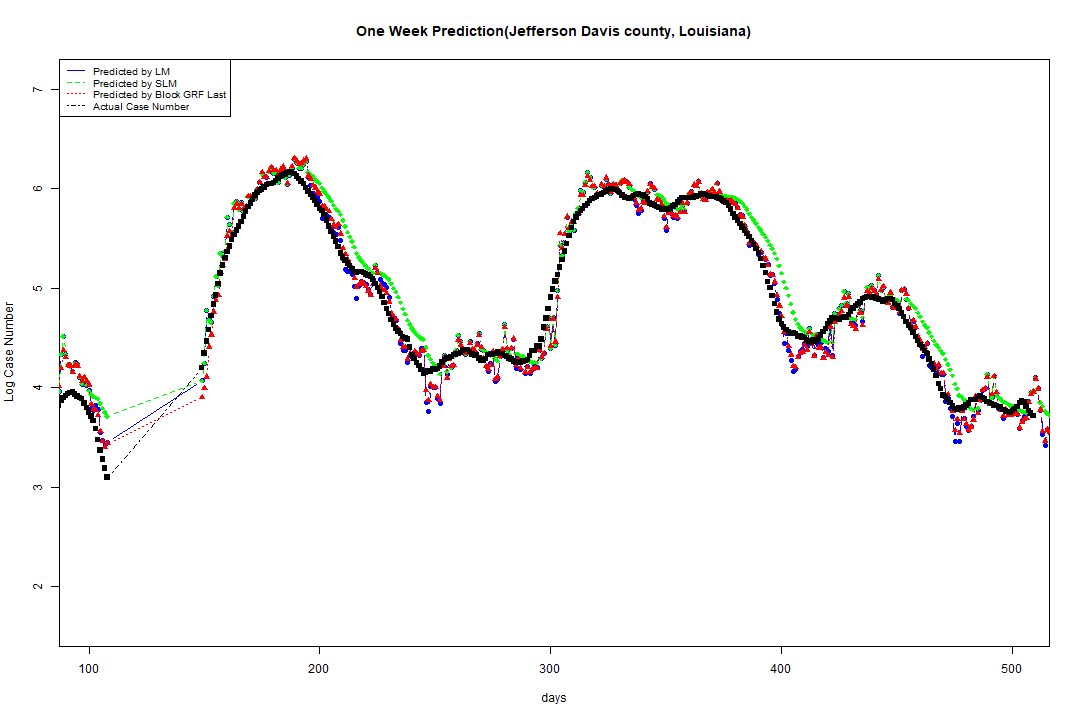 One Week Prediction(Jefferson Davis county, Louisiana)
Predicted by LM
Predicted by SLM
Predicted by Block GRF Last
Actual Case Number
7
6
5
4
3
2
Log Case Number
100 200 300 400 500
days